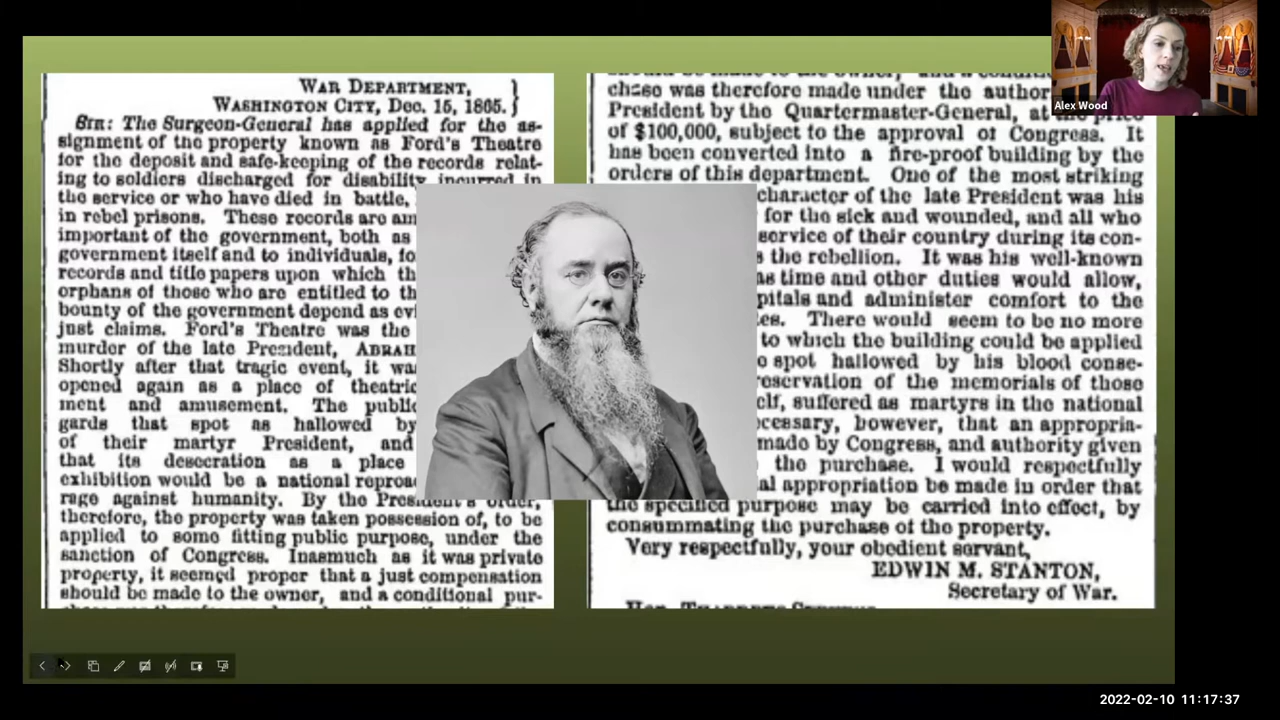 WAR DEPARTMENT,
WASHINGTON CITY, Dec. 15, 1865.
SIR: The Surgeon-General has applied for the as-
signment of the property known as Ford's Theatre
for the deposit and safe-keeping of the records relat-
ing to soldiers discharged for disability incurred in
the service or who have died in battle,
in rebel prisons. These records are
important of the government, both as
government itself and to individuals,
records and title papers upon which
orphans of those who are entitled to
bounty of the government depend as
just claims. Ford's Theatre was the
murder of the late President,
Shortly after that tragic event, it
opened again as a place of
ment and amusement. The
gards that spot as hallowed by
of their martyr President, and
that its desecration as a place
exhibition would be a national
rage against humanity. By the President's order,
therefore, the property was taken possession of, to be
applied to some fitting public purpose, under the
sanction of Congress. Inasmuch as it was private
property, it seemed proper that a just compensation
should be made to the owner, and a conditional pur-
should be made to the owner,
chase was therefore made under the
President by the Quartermaster-General, at the price
of $100,000, subject to the approval of Congress. It
has been converted into a fire-proof building by the
orders of this department. One of the most striking
character of the late President was his
for the sick and wounded, and all who
service of their country during its con-
the rebellion. It was his well-known
as time and other duties would allow,
and administer comfort to the
There would seem to be no more
to which the building could be applied
spot hallowed by his blood conse-
of the memorials of those
suffered as martyrs in the national
however, that an appropria-
made by Congress, and authority given
the purchase. I would respectfully
appropriation be made in order that
the specified purpose may be carried into effect, by
consummating the purchase of the property.
Very respectfully, your obedient servant,
EDWIN M. STANTON,
Secretary of War.
Alex Wood
2022-02-10 11:17:37